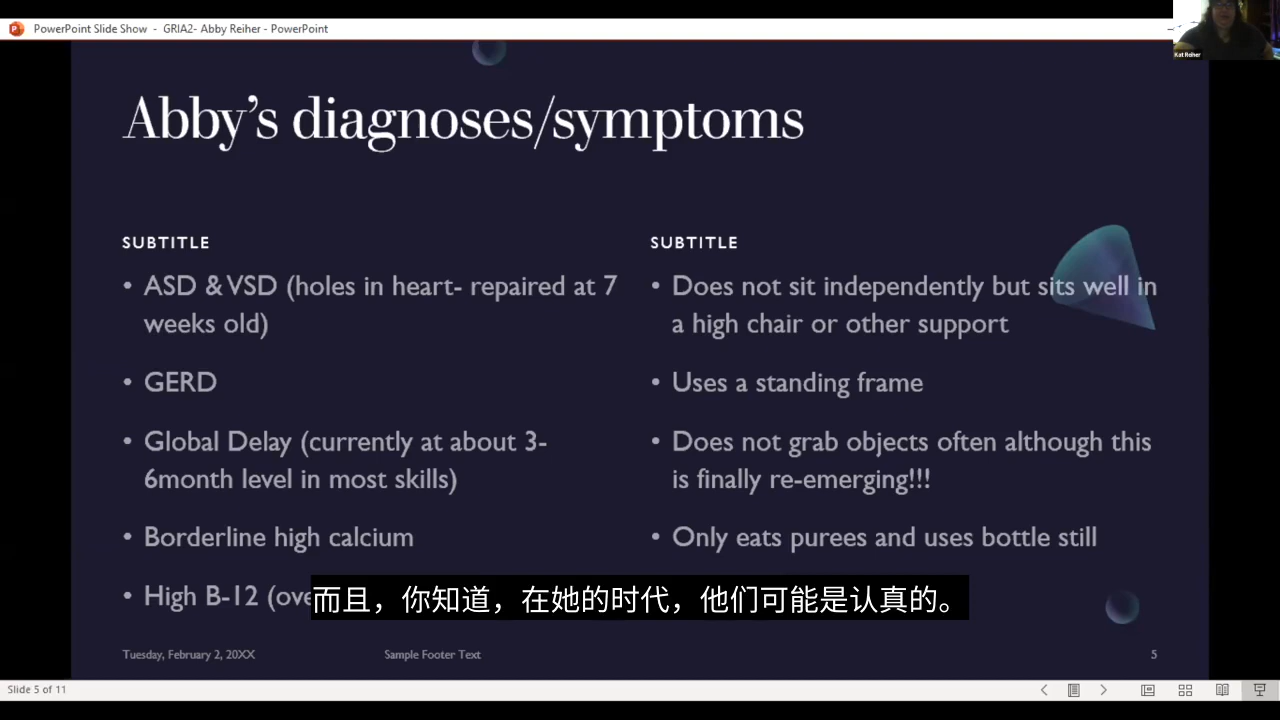 PowerPoint Slide Show - GRIA2- Abby Reiher - PowerPoint
Kat Reiher
Abby's diagnoses/symptoms
SUBTITLE
• ASD & VSD (holes in heart- repaired at 7
weeks old)
• GERD
• Global Delay (currently at about 3-
6month level in most skills)
• Borderline high calcium
• High B-12 (ove
SUBTITLE
• Does not sit independently but sits well in
a high chair or other support
• Uses a standing frame
• Does not grab objects often although this
is finally re-emerging!!!
• Only eats purees and uses bottle still
而且，你知道，在她的时代，他们可能是认真的。
Tuesday, February 2, 20XX
Sample Footer Text
5
Slide 5 of 11